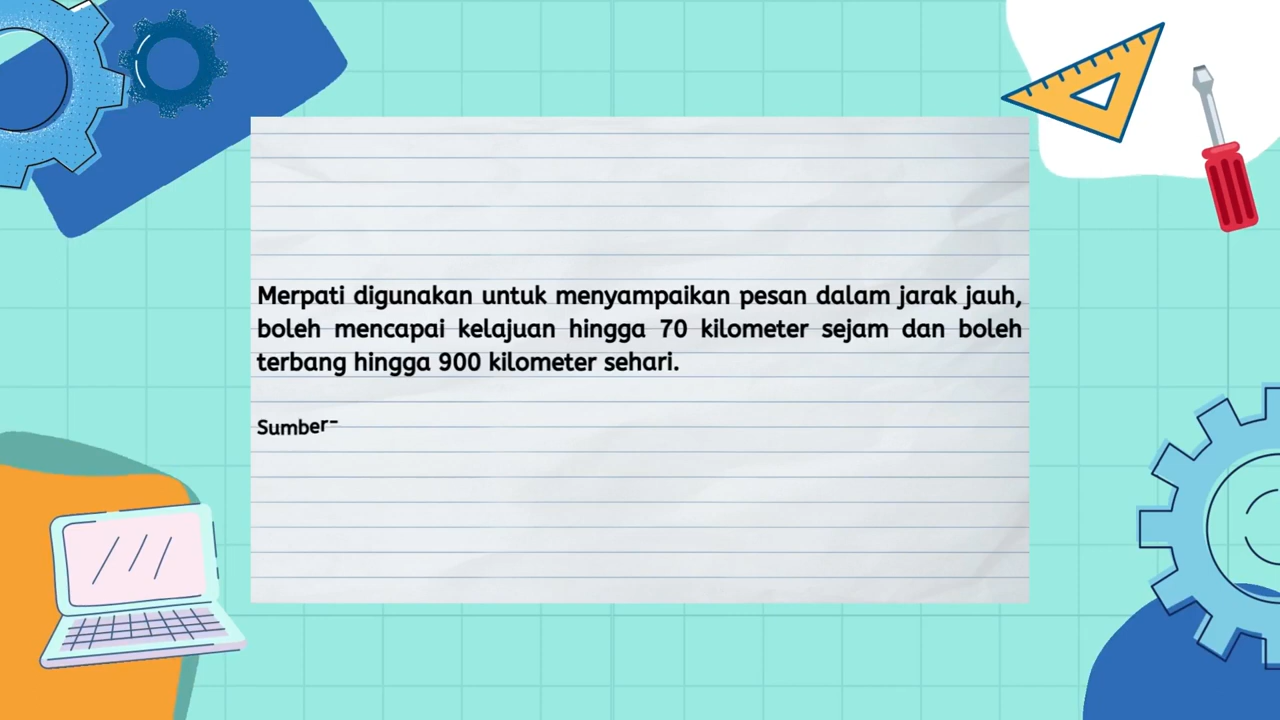 Merpati digunakan untuk menyampaikan pesan dalam jarak jauh,
boleh mencapai kelajuan hingga 70 kilometer sejam dan boleh
terbang hingga 900 kilometer sehari.
Sumber-